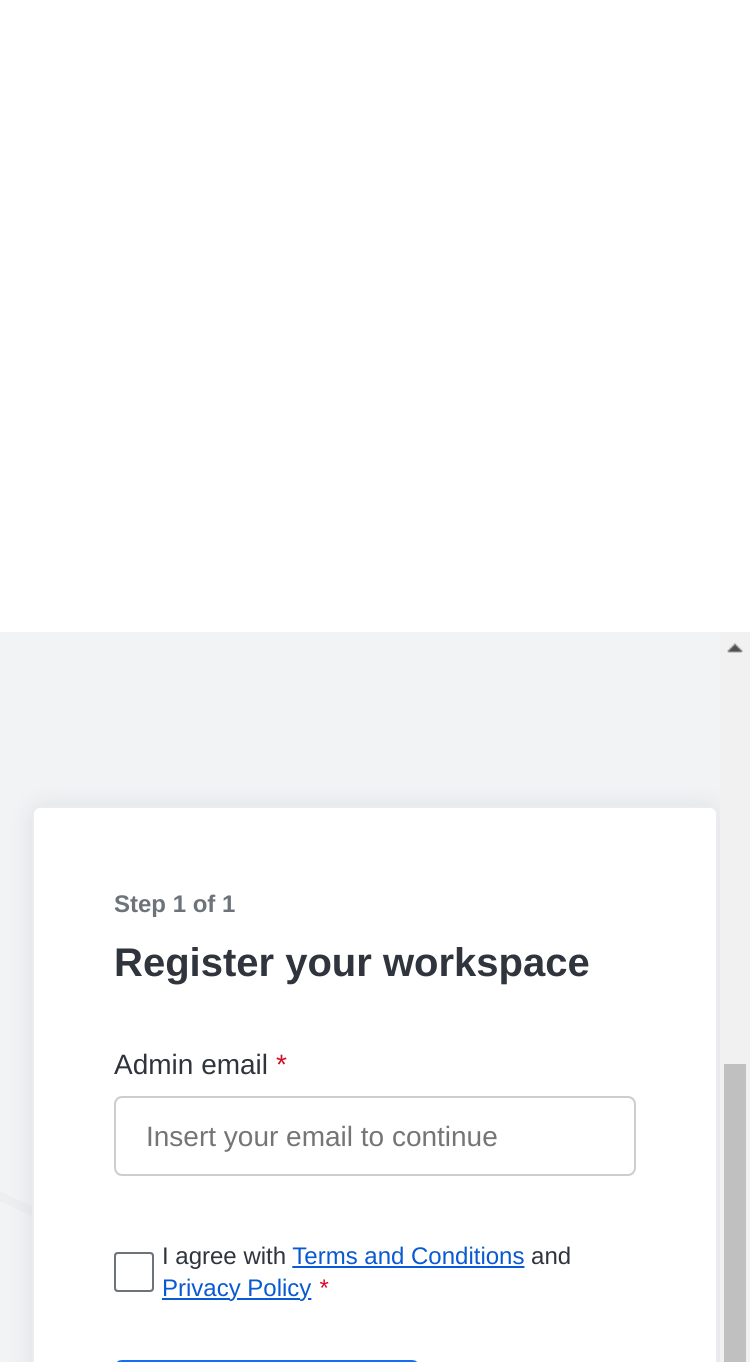 Step 1 of 1
Register your workspace
Admin email *
Insert your email to continue
I agree with Terms and Conditions and
Privacy Policy *